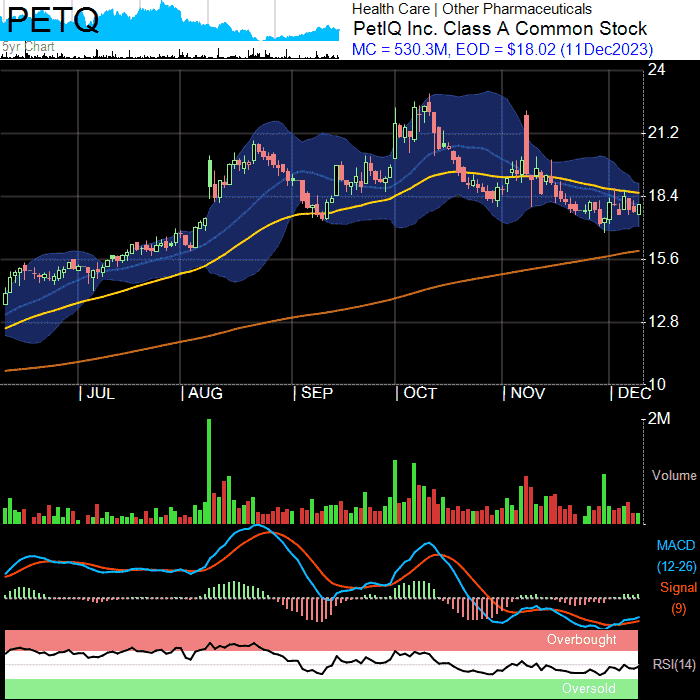 PETQ
5yr Chart
Health Care | Other Pharmaceuticals
PetIQ Inc. Class A Common Stock
MC = 530.3M, EOD = $18.02 (11Dec2023)
24
21.2
18.4
15.6
12.8
10
| JUL | AUG | SEP | OCT | NOV | DEC
2M
Volume
MACD
(12-26)
Signal
(9)
Overbought
RSI(14)
Oversold